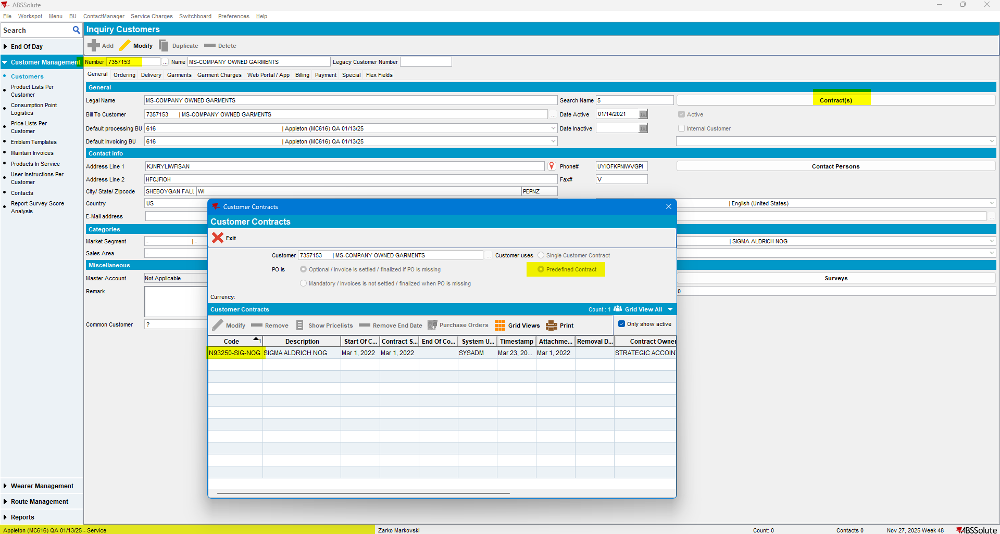 ABSSolute
File Workspot Menu BU ContactManager Service Charges Switchboard Preferences Help
Search
End Of Day
Customer Management
Customers
Product Lists Per
Customer
Consumption Point
Logistics
Price Lists Per
Customer
Emblem Templates
Maintain Invoices
Products In Service
User Instructions Per
Customer
Contacts
Report Survey Score
Analysis
Wearer Management
Route Management
Reports
Inquiry Customers
Add Modify Duplicate Delete
Number 7357153 ... Name MS-COMPANY OWNED GARMENTS Legacy Customer Number
General Ordering Delivery Garments Garment Charges Web Portal / App Billing Payment Special Flex Fields
General
Legal Name MS-COMPANY OWNED GARMENTS Search Name 5 Contract(s)
Bill To Customer 7357153 | MS-COMPANY OWNED GARMENTS ... Date Active 01/14/2021 16 Active
Default processing BU 616 | Appleton (MC616) QA 01/13/25 Date Inactive 16 Internal Customer
Default invoicing BU 616 | Appleton (MC616) QA 01/13/25
Contact info
Address Line 1 KJNRYLIWFISAN Phone# UYIOFKPNIWVGPI Contact Persons
Address Line 2 HFCJFIOH Fax# V
City/ State/ Zipcode SHEBOYGAN FALL WI PEPNZ
Country US | English (United States)
E-Mail address ...
Categories
Market Segment - | - | SIGMA ALDRICH NOG
Sales Area -
Miscellaneous
Master Account Not Applicable Surveys
Remark 0
Common Customer ?
Customer Contracts
Customer Contracts
Exit
Customer 7357153 | MS-COMPANY OWNED GARMENTS ... Customer uses Single Customer Contract
PO is Optional / Invoice is settled / finalized if PO is missing Predefined Contract
Mandatory / Invoices is not settled / finalized when PO is missing
Currency:
Customer Contracts Count : 1 Grid View All
Modify Remove Show Pricelists Remove End Date Purchase Orders Grid Views Print Only show active
Code 1 Description Start Of C... Contract S... End Of Co... System U... Timestamp Attachme... Removal D... Contract Owner
N93250-SIG-NOG SIGMA ALDRICH NOG Mar 1, 2022 Mar 1, 2022 SYSADM Mar 23, 20... Mar 1, 2022 STRATEGIC ACCOIN
Appleton (MC616) QA 01/13/25 - Service Zarko Markovski Count: 0 Contacts 0 Nov 27, 2025 Week 48 ABSSolute